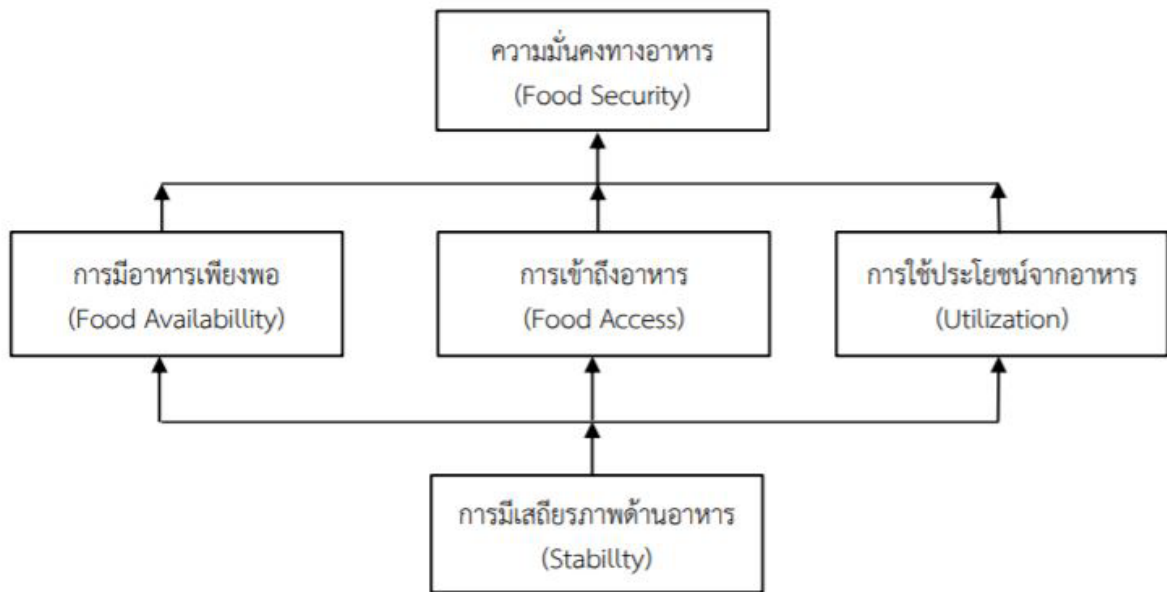 ความมั่นคงทางอาหาร
(Food Security)
การมีอาหารเพียงพอ
(Food Availabillity)
การเข้าถึงอาหาร
(Food Access)
การใช้ประโยชน์จากอาหาร
(Utilization)
การมีเสถียรภาพด้านอาหาร
(Stabillty)